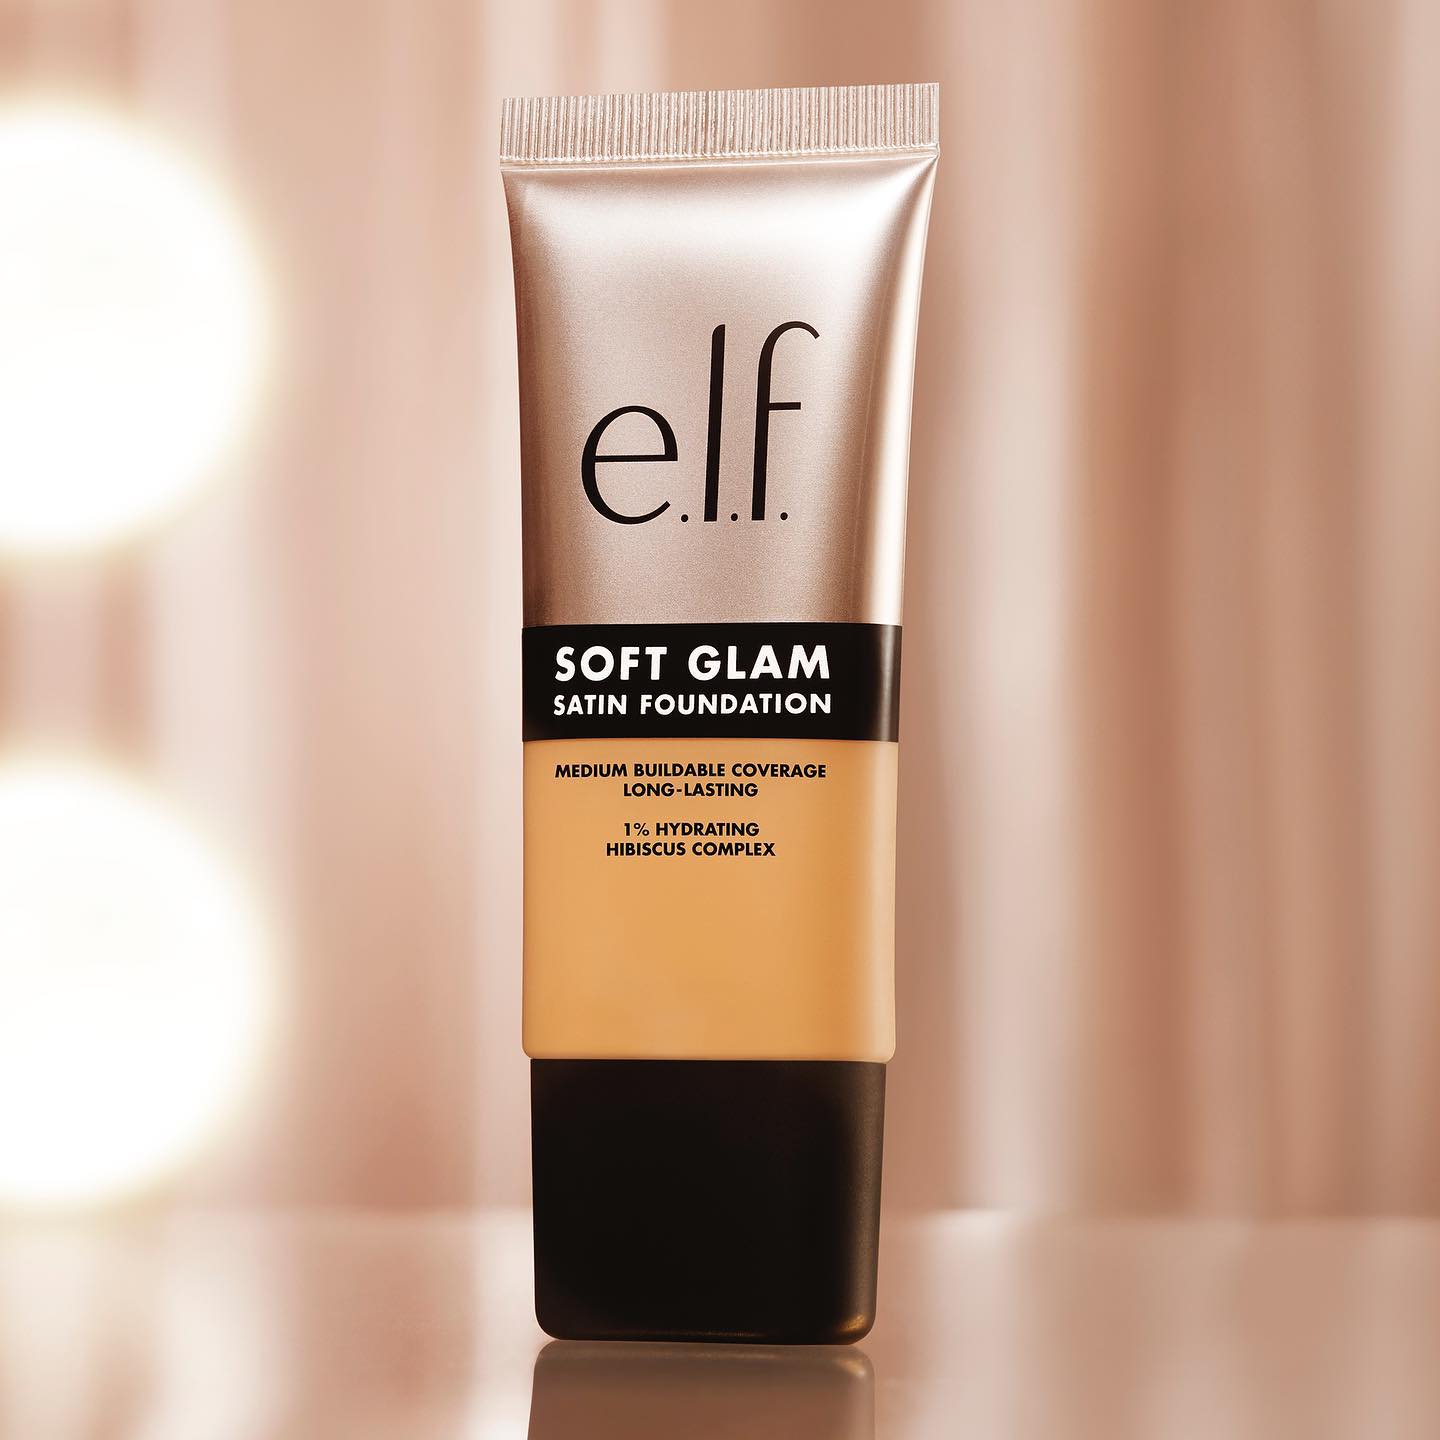 e.l.f.
SOFT GLAM
SATIN FOUNDATION
MEDIUM BUILDABLE COVERAGE
LONG-LASTING
1% HYDRATING
HIBISCUS COMPLEX